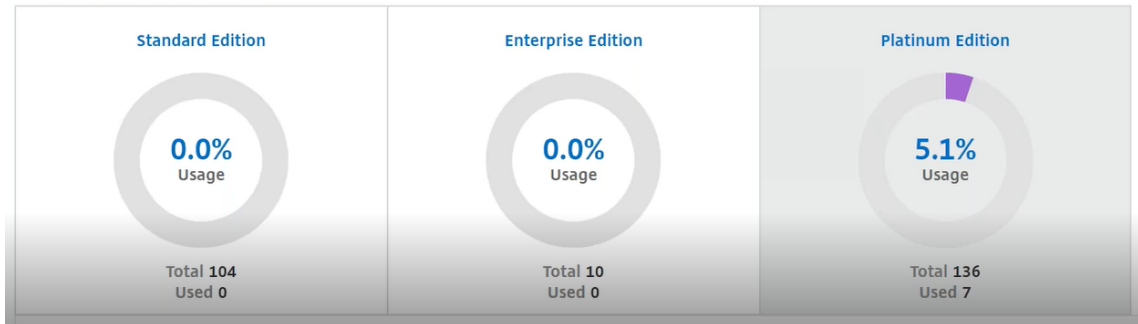 Standard Edition
0.0%
Usage
Total 104
Used 0
Enterprise Edition
0.0%
Usage
Total 10
Used 0
Platinum Edition
5.1%
Usage
Total 136
Used 7